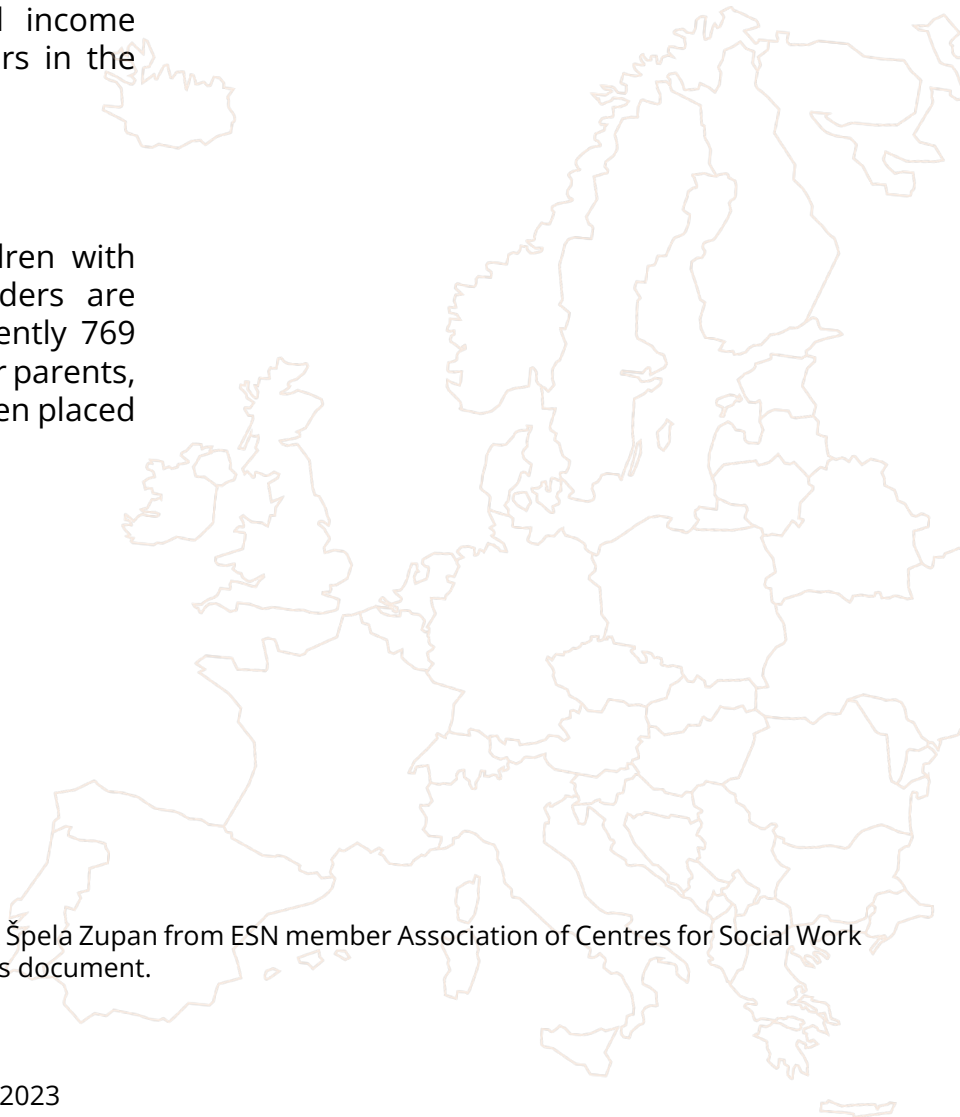 income
rs in the
dren with
ders are
ently 769
r parents,
en placed
Špela Zupan from ESN member Association of Centres for Social Work
s document.
2023